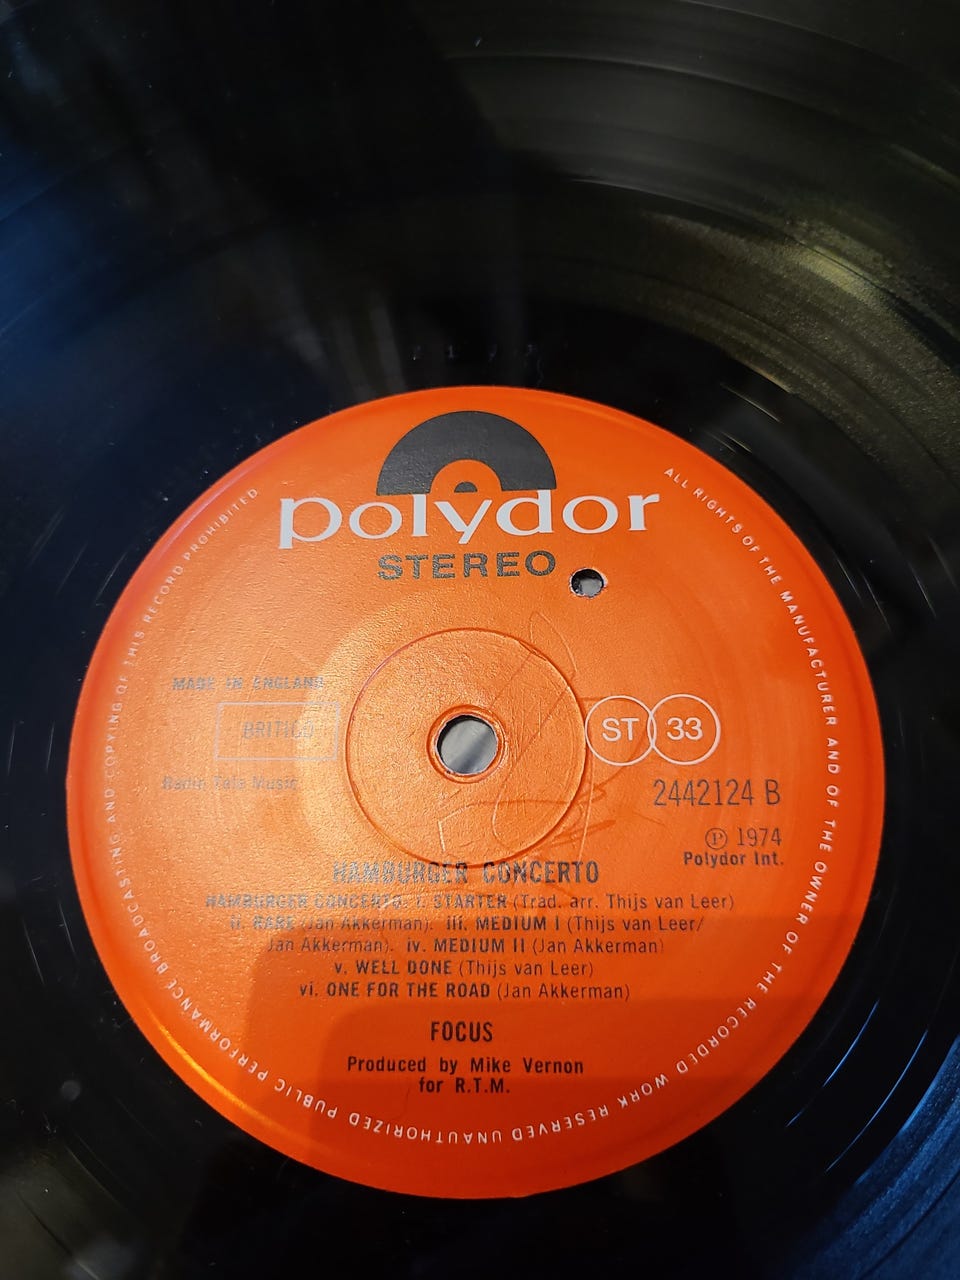 polydor
STEREO
ALL RIGHTS OF THE MANUFACTURER AND OF THE OWNER OF THE RECORDED WORK RESERVED UNAUTHORIZED PUBLIC PERFORMANCE BROADCASTING AND COPYING OF THIS RECORD PROHIBITED
MADE IN ENGLAND
BRITICO
ST 33
Radio Tele Music
2442124 B
℗ 1974
Polydor Int.
HAMBURGER CONCERTO
HAMBURGER CONCERTO. i. STARTER (Trad. arr. Thijs van Leer)
ii. RARE (Jan Akkerman). iii. MEDIUM I (Thijs van Leer/
Jan Akkerman). iv. MEDIUM II (Jan Akkerman)
v. WELL DONE (Thijs van Leer)
vi. ONE FOR THE ROAD (Jan Akkerman)
FOCUS
Produced by Mike Vernon
for R.T.M.